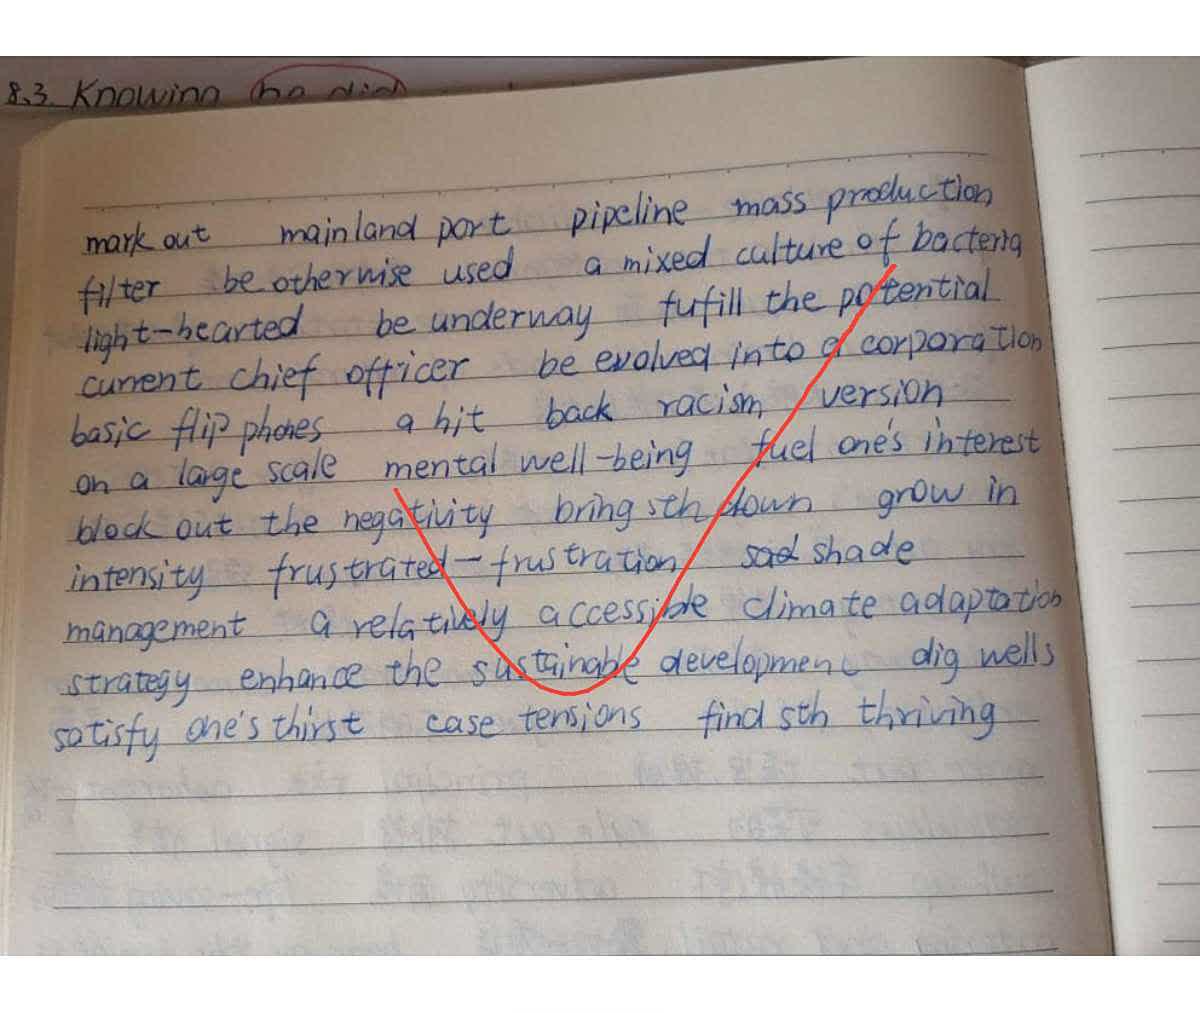 8.3. Knowing he did
mark out mainland port pipeline mass production
filter be otherwise used a mixed culture of bacteria
light-hearted be underway fufill the potential
current chief officer be evolved into a corporation
basic flip phones a hit back racism version
on a large scale mental well-being fuel one's interest
block out the negativity bring sth down grow in
intensity frustrated - frustration sad shade
management a relatively accessible climate adaptation
strategy enhance the sustainable development dig wells
satisfy one's thirst case tensions find sth thriving